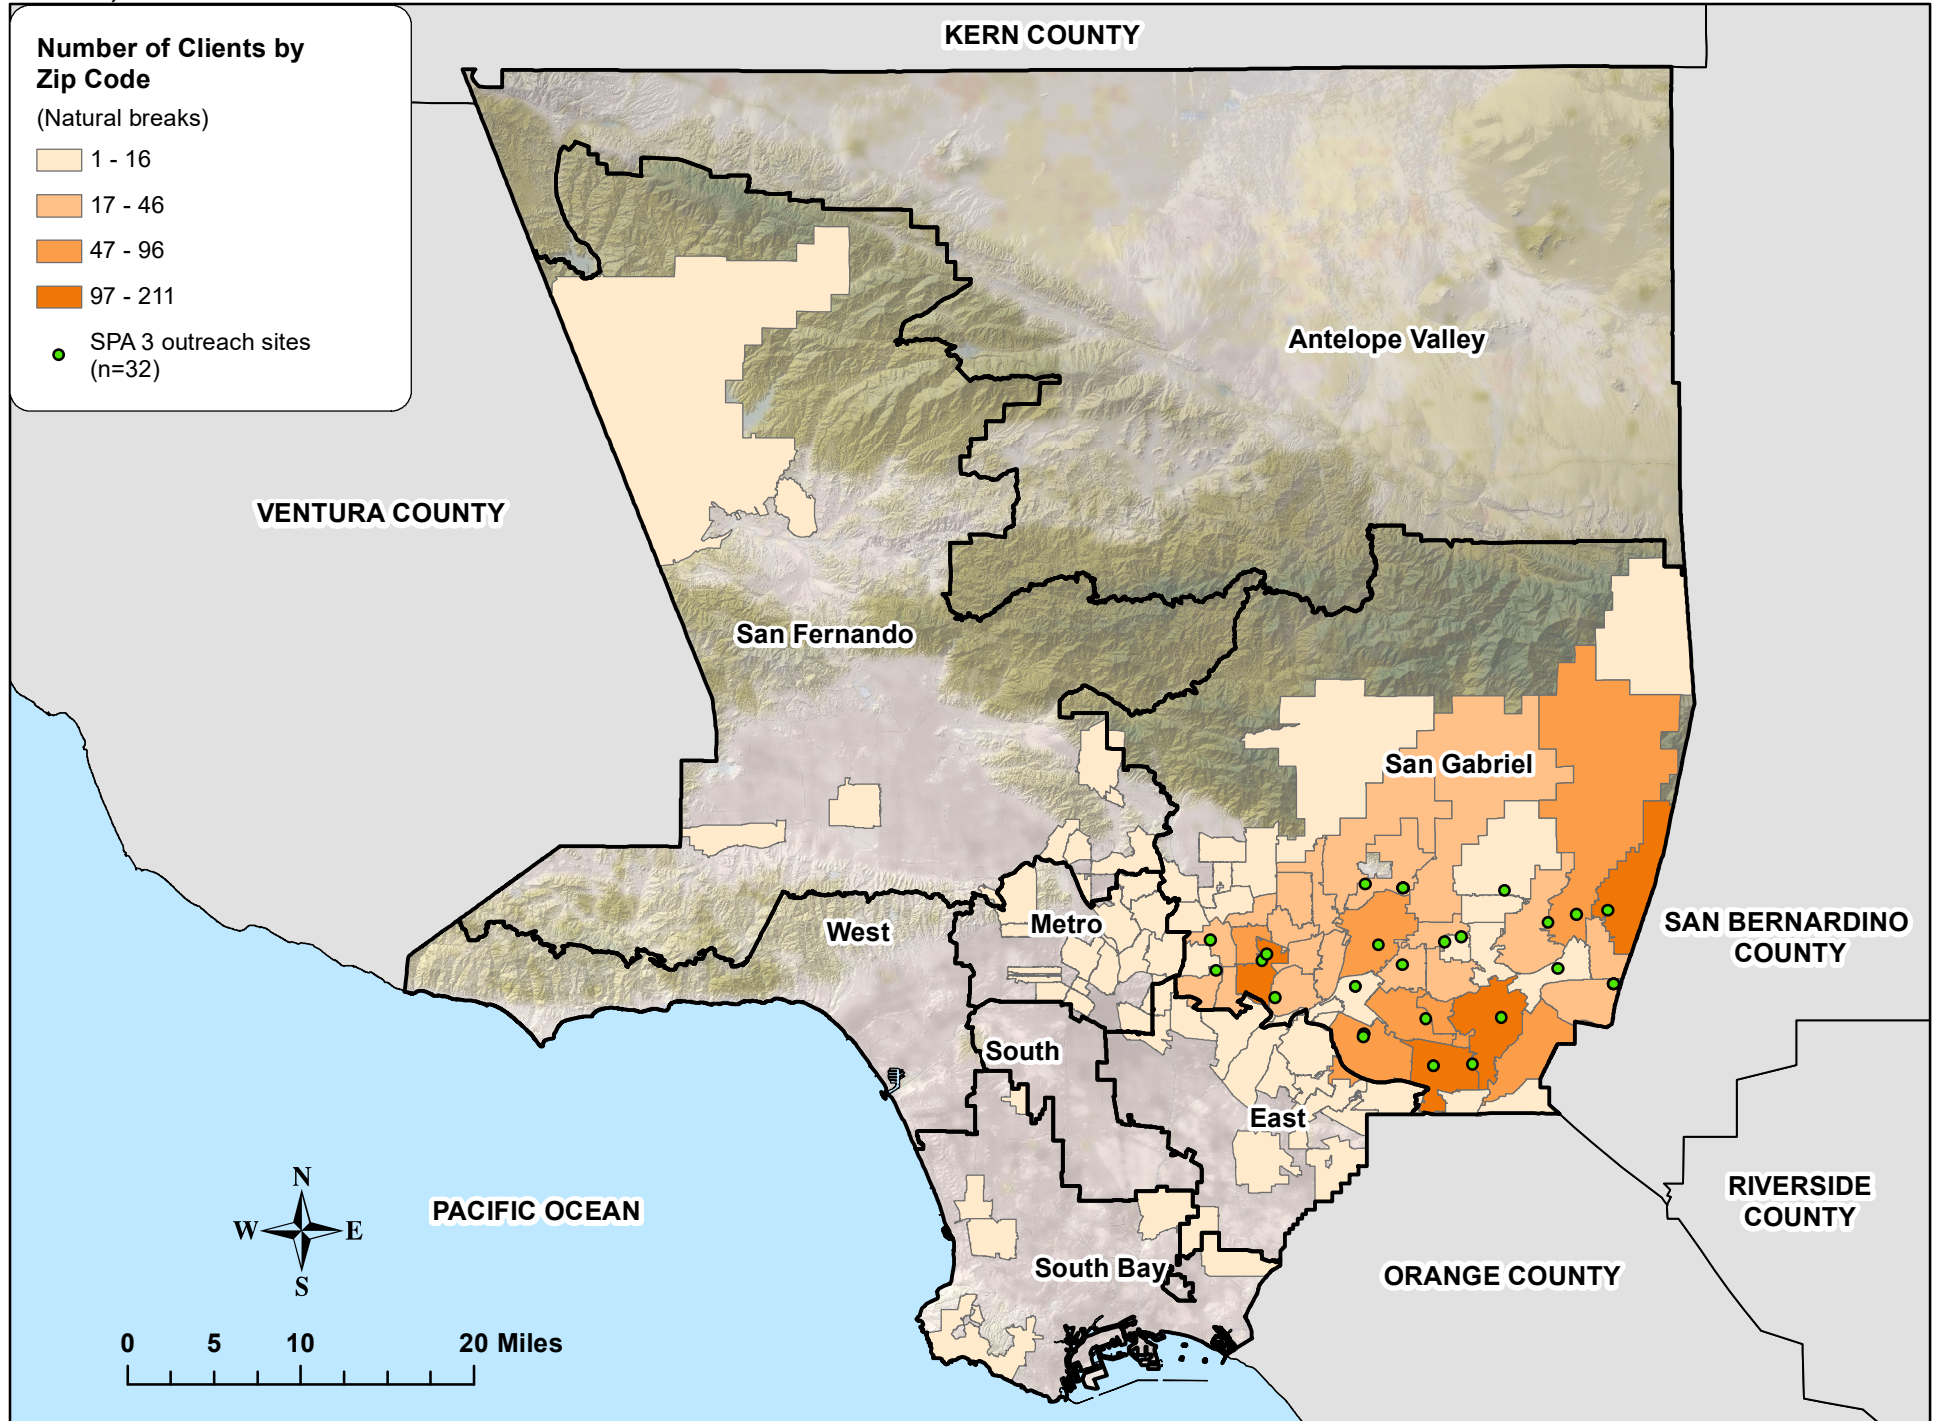 Number of Clients by
Zip Code
(Natural breaks)
1 - 16
17 - 46
47 - 96
97 - 211
SPA 3 outreach sites
(n=32)
KERN COUNTY
Antelope Valley
VENTURA COUNTY
San Fernando
San Gabriel
West
Metro
SAN BERNARDINO
COUNTY
South
East
RIVERSIDE
COUNTY
PACIFIC OCEAN
South Bay
ORANGE COUNTY
N
W E
S
0 5 10 20 Miles